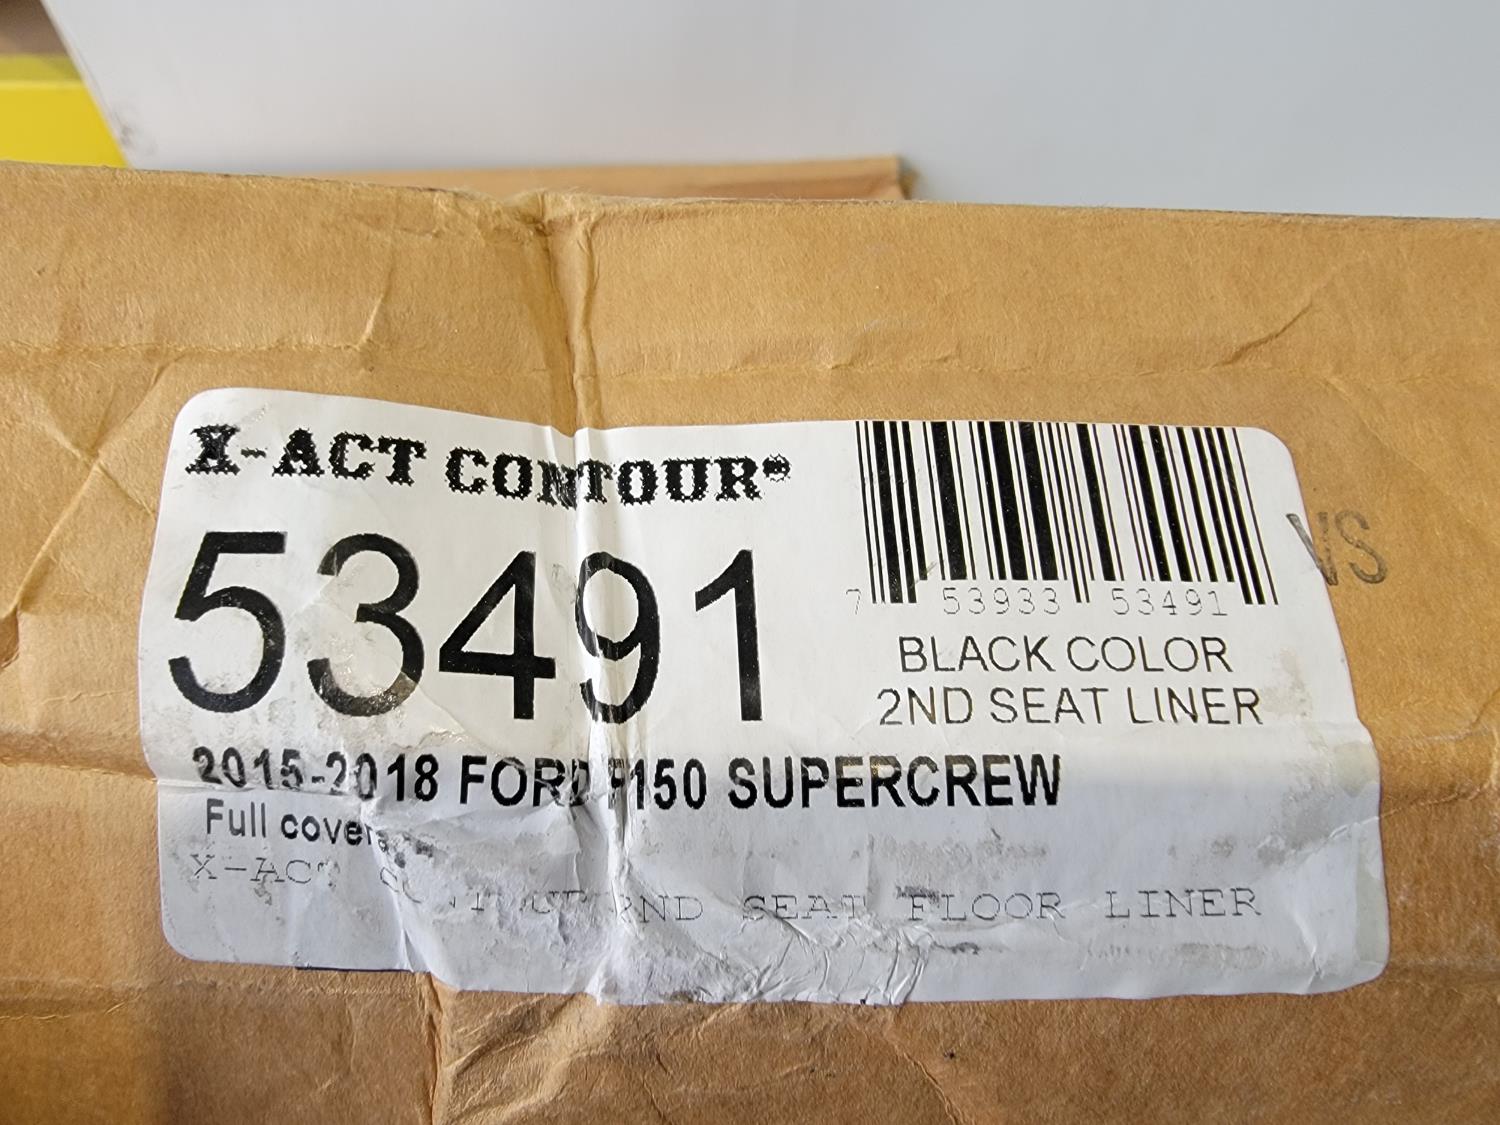 X-ACT CONTOUR®
53491
7 53933 53491
BLACK COLOR
2ND SEAT LINER
2015-2018 FORD F150 SUPERCREW
Full
X-ACT 2ND SEAT FLOOR LINER